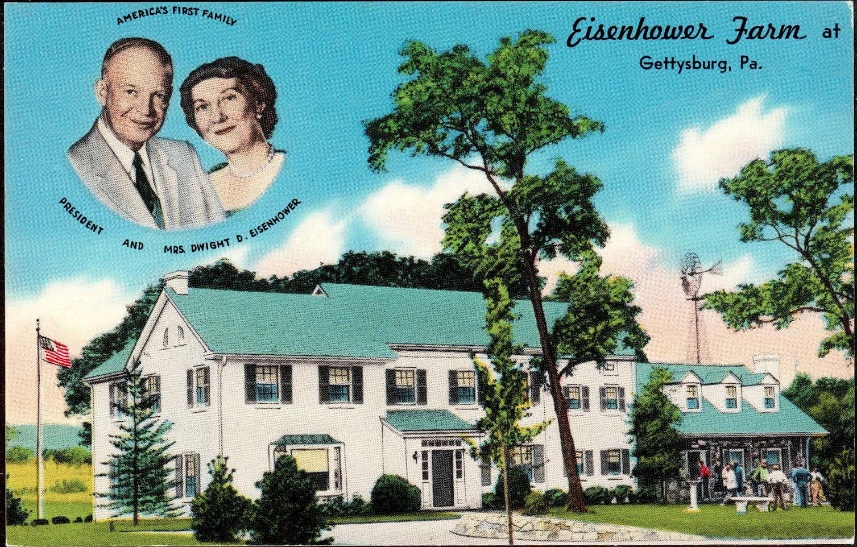 AMERICA'S FIRST FAMILY
Eisenhower Farm at
Gettysburg, Pa.
PRESIDENT AND MRS. DWIGHT D. EISENHOWER